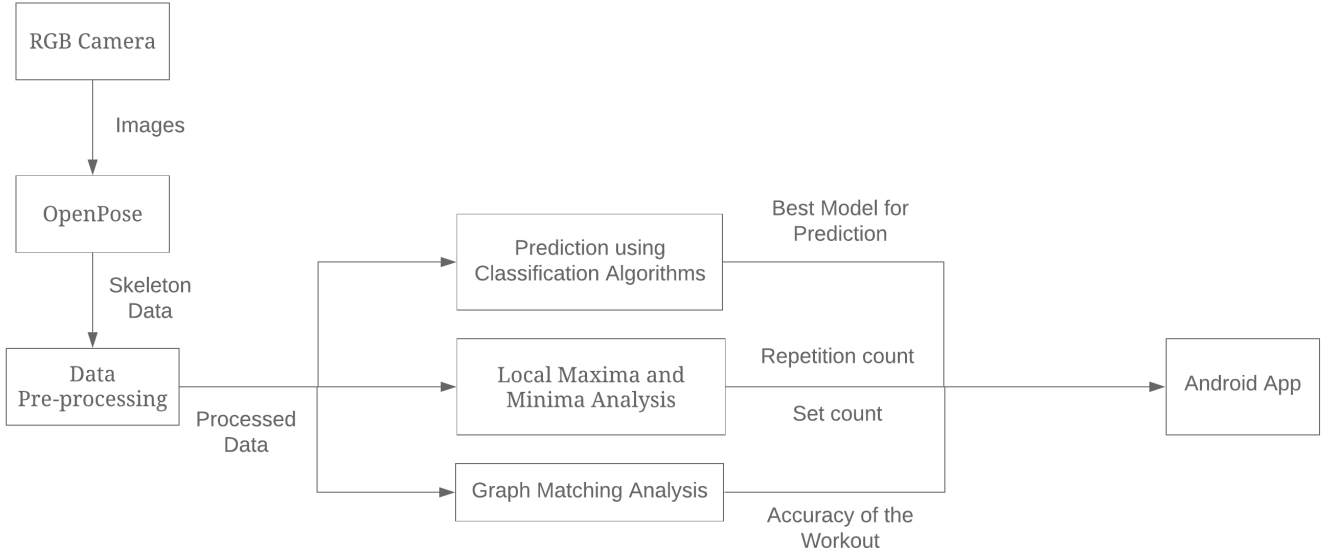 RGB Camera
Images
OpenPose
Skeleton
Data
Data
Pre-processing
Processed
Data
Prediction using
Classification Algorithms
Best Model for
Prediction
Local Maxima and
Minima Analysis
Repetition count
Set count
Graph Matching Analysis
Accuracy of the
Workout
Android App